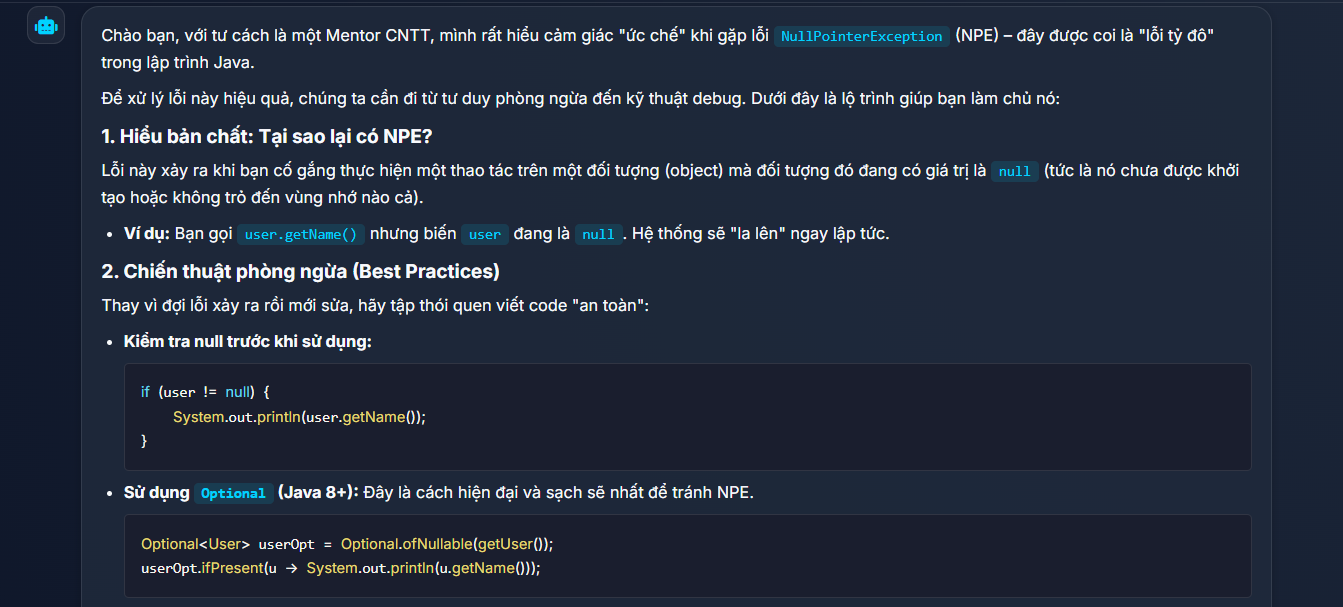 Chào bạn, với tư cách là một Mentor CNTT, mình rất hiểu cảm giác "ức chế" khi gặp lỗi NullPointerException (NPE) – đây được coi là "lỗi tỷ đô"
trong lập trình Java.
Để xử lý lỗi này hiệu quả, chúng ta cần đi từ tư duy phòng ngừa đến kỹ thuật debug. Dưới đây là lộ trình giúp bạn làm chủ nó:
1. Hiểu bản chất: Tại sao lại có NPE?
Lỗi này xảy ra khi bạn cố gắng thực hiện một thao tác trên một đối tượng (object) mà đối tượng đó đang có giá trị là null (tức là nó chưa được khởi
tạo hoặc không trỏ đến vùng nhớ nào cả).
• Ví dụ: Bạn gọi user.getName() nhưng biến user đang là null. Hệ thống sẽ "la lên" ngay lập tức.
2. Chiến thuật phòng ngừa (Best Practices)
Thay vì đợi lỗi xảy ra rồi mới sửa, hãy tập thói quen viết code "an toàn":
• Kiểm tra null trước khi sử dụng:
if (user != null) {
    System.out.println(user.getName());
}
• Sử dụng Optional (Java 8+): Đây là cách hiện đại và sạch sẽ nhất để tránh NPE.
Optional<User> userOpt = Optional.ofNullable(getUser());
userOpt.ifPresent(u → System.out.println(u.getName()));